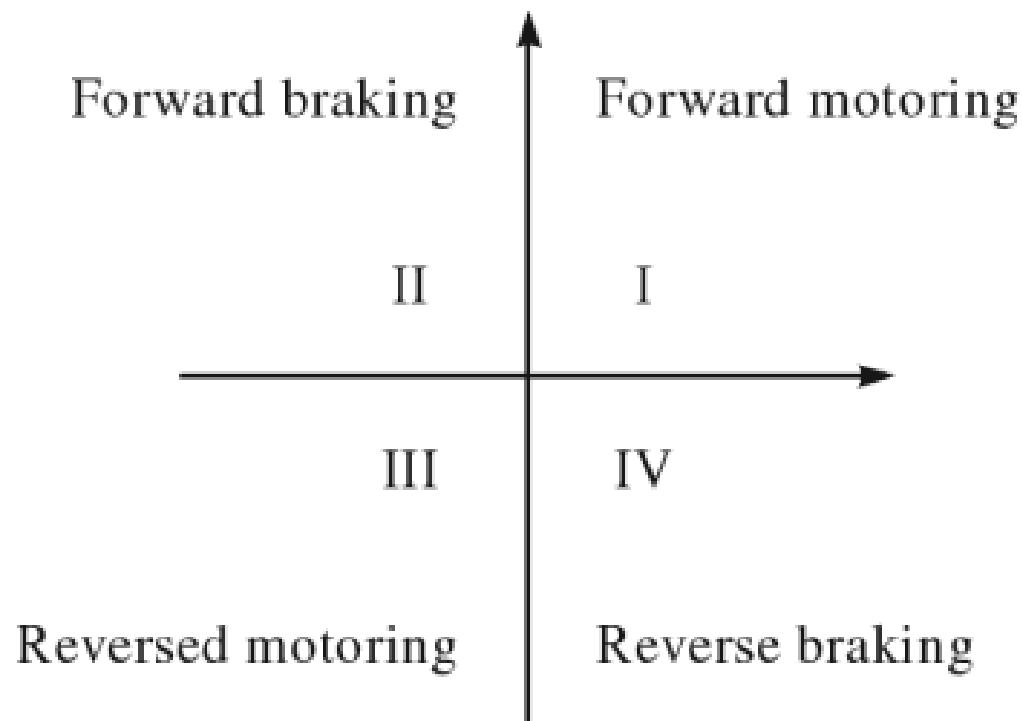 Forward braking
Forward motoring
II
I
III
IV
Reversed motoring
Reverse braking